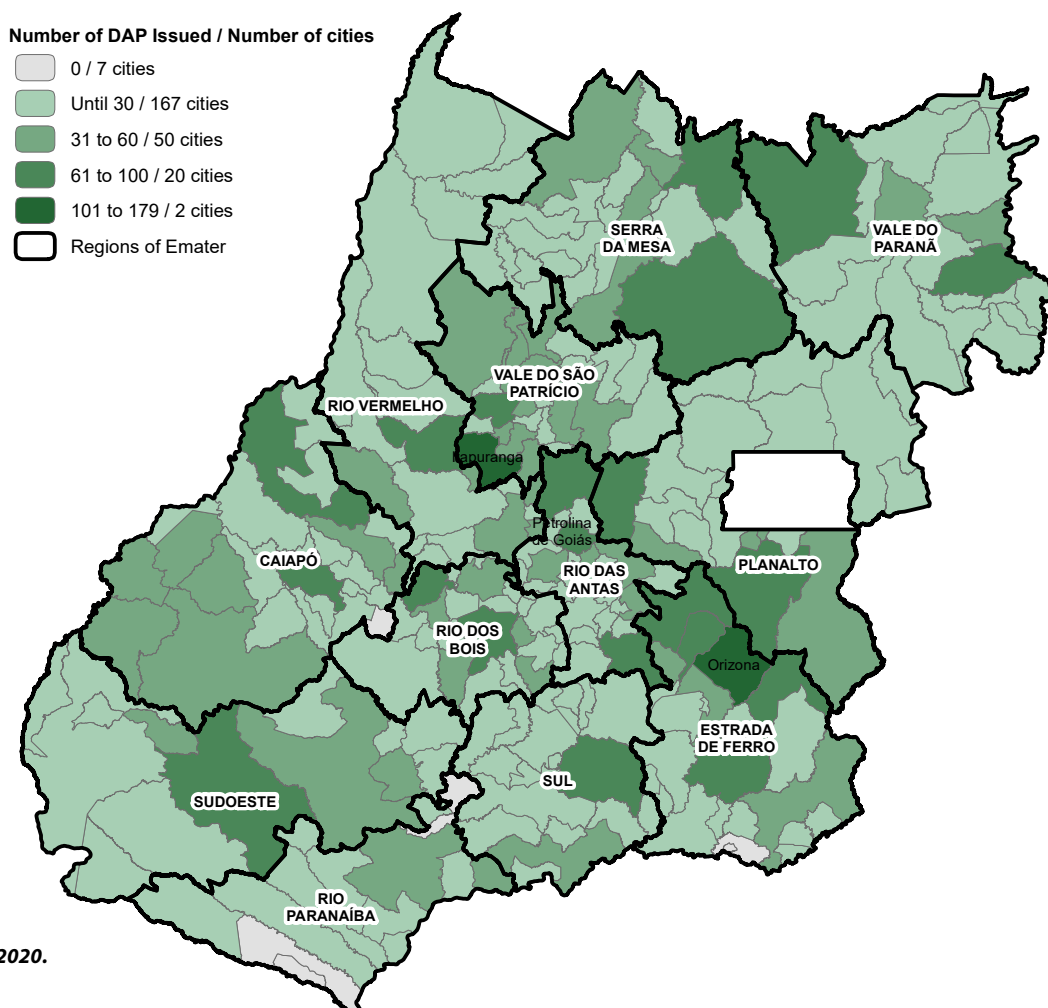 Number of DAP Issued / Number of cities
0 / 7 cities
Until 30 / 167 cities
31 to 60 / 50 cities
61 to 100 / 20 cities
101 to 179 / 2 cities
Regions of Emater
SERRA
DA MESA
VALE DO
PARANÃ
VALE DO SÃO
PATRÍCIO
RIO VERMELHO
Itapuranga
Petrolina
de Goiás
CAIAPÓ
RIO DAS
ANTAS
PLANALTO
RIO DOS
BOIS
Orizona
ESTRADA
DE FERRO
SUL
SUDOESTE
RIO
PARANAÍBA
2020.